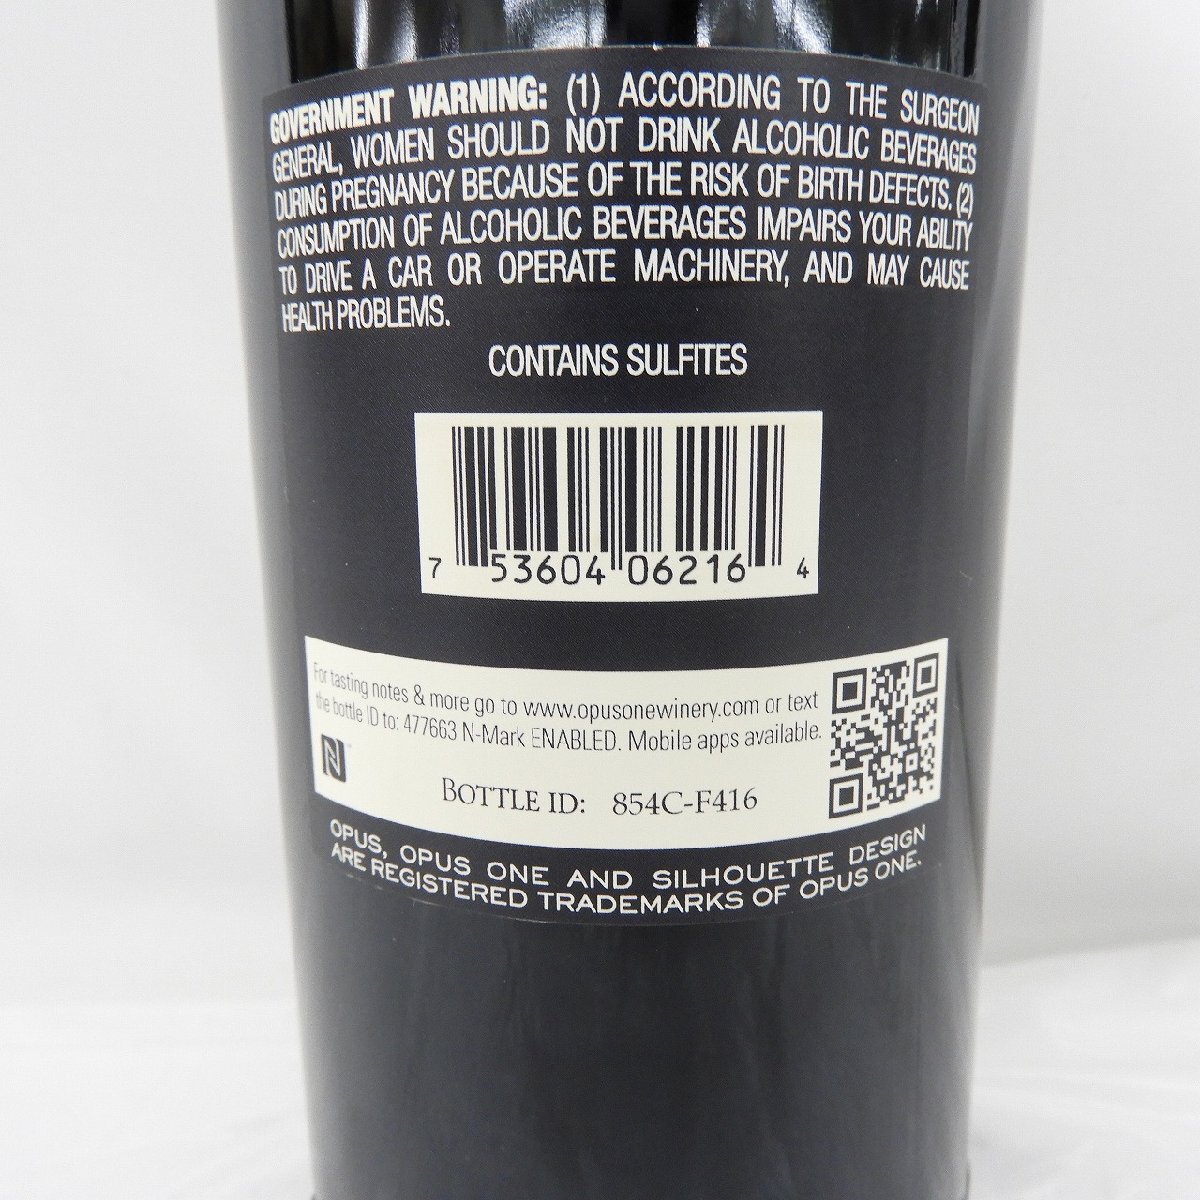 GOVERNMENT WARNING: (1) ACCORDING TO THE SURGEON
GENERAL, WOMEN SHOULD NOT DRINK ALCOHOLIC BEVERAGES
DURING PREGNANCY BECAUSE OF THE RISK OF BIRTH DEFECTS. (2)
CONSUMPTION OF ALCOHOLIC BEVERAGES IMPAIRS YOUR ABILITY
TO DRIVE A CAR OR OPERATE MACHINERY, AND MAY CAUSE
HEALTH PROBLEMS.
CONTAINS SULFITES
7 53604 06216 4
For tasting notes & more go to www.opusonewinery.com or text
the bottle ID to: 477663 N-Mark ENABLED. Mobile apps available.
BOTTLE ID: 854C-F416
OPUS, OPUS ONE AND SILHOUETTE DESIGN
ARE REGISTERED TRADEMARKS OF OPUS ONE.